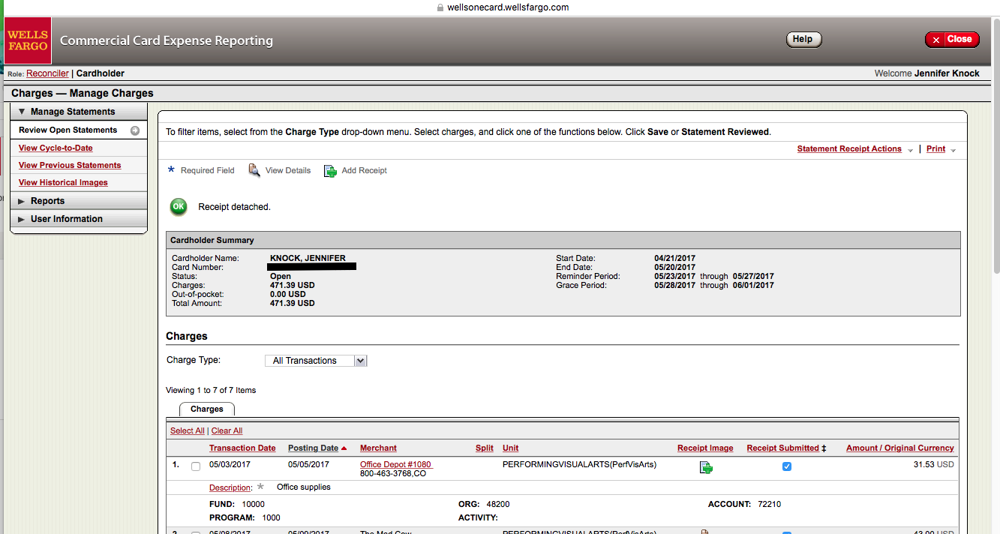 wellsonecard.wellsfargo.com
WELLS
FARGO
Commercial Card Expense Reporting
Help
× Close
Role: Reconciler | Cardholder
Welcome Jennifer Knock
Charges — Manage Charges
▼ Manage Statements
Review Open Statements
View Cycle-to-Date
View Previous Statements
View Historical Images
► Reports
► User Information
To filter items, select from the Charge Type drop-down menu. Select charges, and click one of the functions below. Click Save or Statement Reviewed.
Statement Receipt Actions | Print
* Required Field View Details Add Receipt
OK Receipt detached.
Cardholder Summary
Cardholder Name: KNOCK, JENNIFER
Card Number:
Status: Open
Charges: 471.39 USD
Out-of-pocket: 0.00 USD
Total Amount: 471.39 USD
Start Date: 04/21/2017
End Date: 05/20/2017
Reminder Period: 05/23/2017 through 05/27/2017
Grace Period: 05/28/2017 through 06/01/2017
Charges
Charge Type: All Transactions
Viewing 1 to 7 of 7 Items
Charges
Select All | Clear All
Transaction Date Posting Date Merchant Split Unit Receipt Image Receipt Submitted ‡ Amount / Original Currency
1. 05/03/2017 05/05/2017 Office Depot #1080 PERFORMINGVISUALARTS(PerfVisArts) 31.53 USD
800-463-3768,CO
Description: * Office supplies
FUND: 10000 ORG: 48200 ACCOUNT: 72210
PROGRAM: 1000 ACTIVITY:
2. 05/08/2017 05/09/2017 The Mad Cow PERFORMINGVISUALARTS(PerfVisArts) 43.00 USD